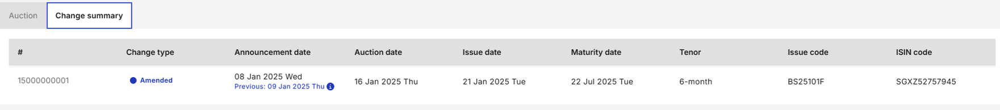 Auction Change summary
# Change type Announcement date Auction date Issue date Maturity date Tenor Issue code ISIN code
15000000001 Amended 08 Jan 2025 Wed 16 Jan 2025 Thu 21 Jan 2025 Tue 22 Jul 2025 Tue 6-month BS25101F SGXZ52757945
Previous: 09 Jan 2025 Thu